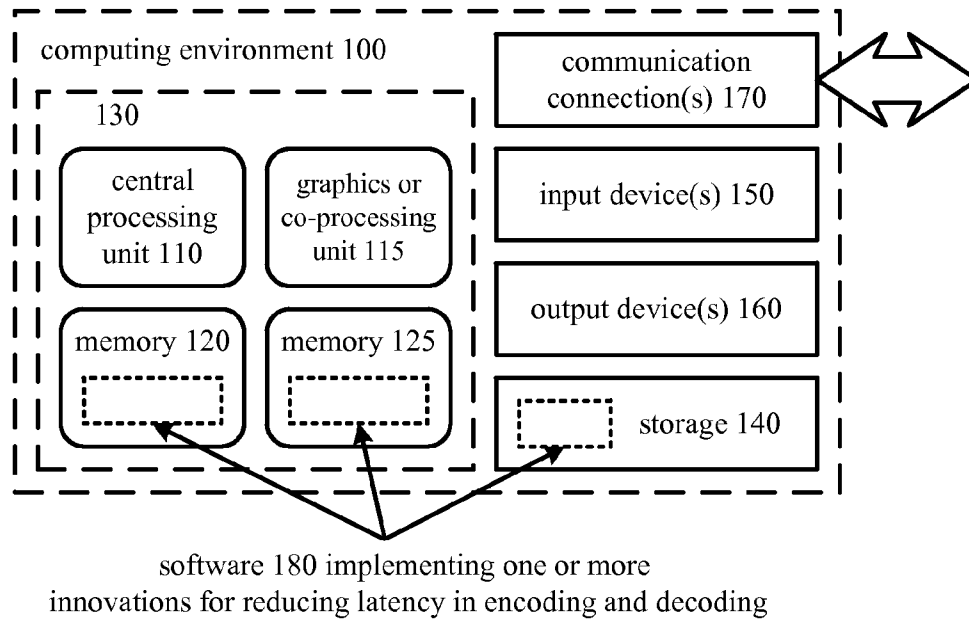 computing environment 100
130
central
processing
unit 110
graphics or
co-processing
unit 115
memory 120
memory 125
communication
connection(s) 170
input device(s) 150
output device(s) 160
storage 140
software 180 implementing one or more
innovations for reducing latency in encoding and decoding